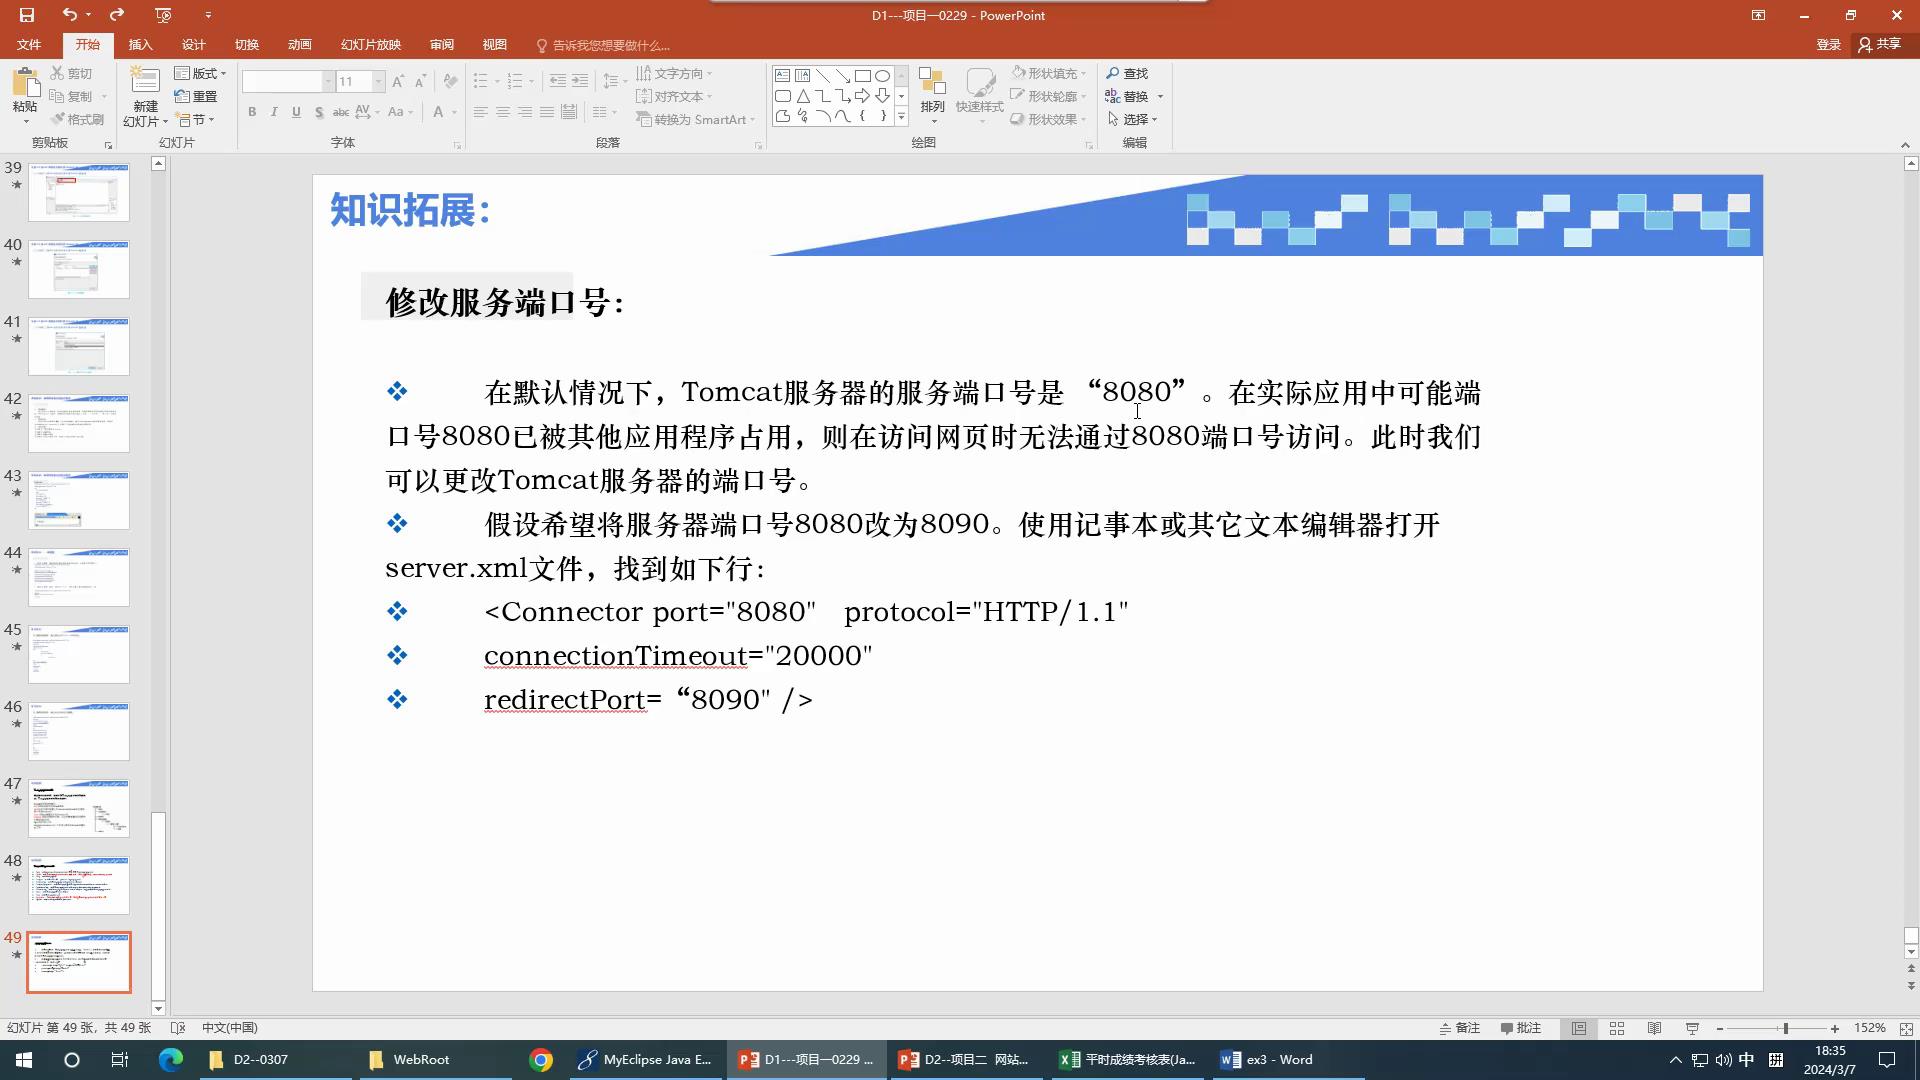 D1---项目一0229 - PowerPoint
文件 开始 插入 设计 切换 动画 幻灯片放映 审阅 视图 告诉我您想要做什么...
登录 共享
粘贴 剪切 复制 格式刷
新建 幻灯片 版式 重置 节
11
文字方向 对齐文本 转换为 SmartArt
排列 快速样式 形状填充 形状轮廓 形状效果
查找 替换 选择
剪贴板 幻灯片 字体 段落 绘图 编辑
39
40
41
42
43
44
45
46
47
48
49
知识拓展：
修改服务端口号：
在默认情况下，Tomcat服务器的服务端口号是 “8080” 。在实际应用中可能端
口号8080已被其他应用程序占用，则在访问网页时无法通过8080端口号访问。此时我们
可以更改Tomcat服务器的端口号。
假设希望将服务器端口号8080改为8090。使用记事本或其它文本编辑器打开
server.xml文件，找到如下行：
<Connector port="8080" protocol="HTTP/1.1"
connectionTimeout="20000"
redirectPort= “8090" />
幻灯片 第 49 张，共 49 张 中文(中国)
备注 批注 152%
D2--0307 WebRoot MyEclipse Java E... D1---项目一0229 ... D2--项目二 网站... 平时成绩考核表(Ja... ex3 - Word
中 18:35
2024/3/7